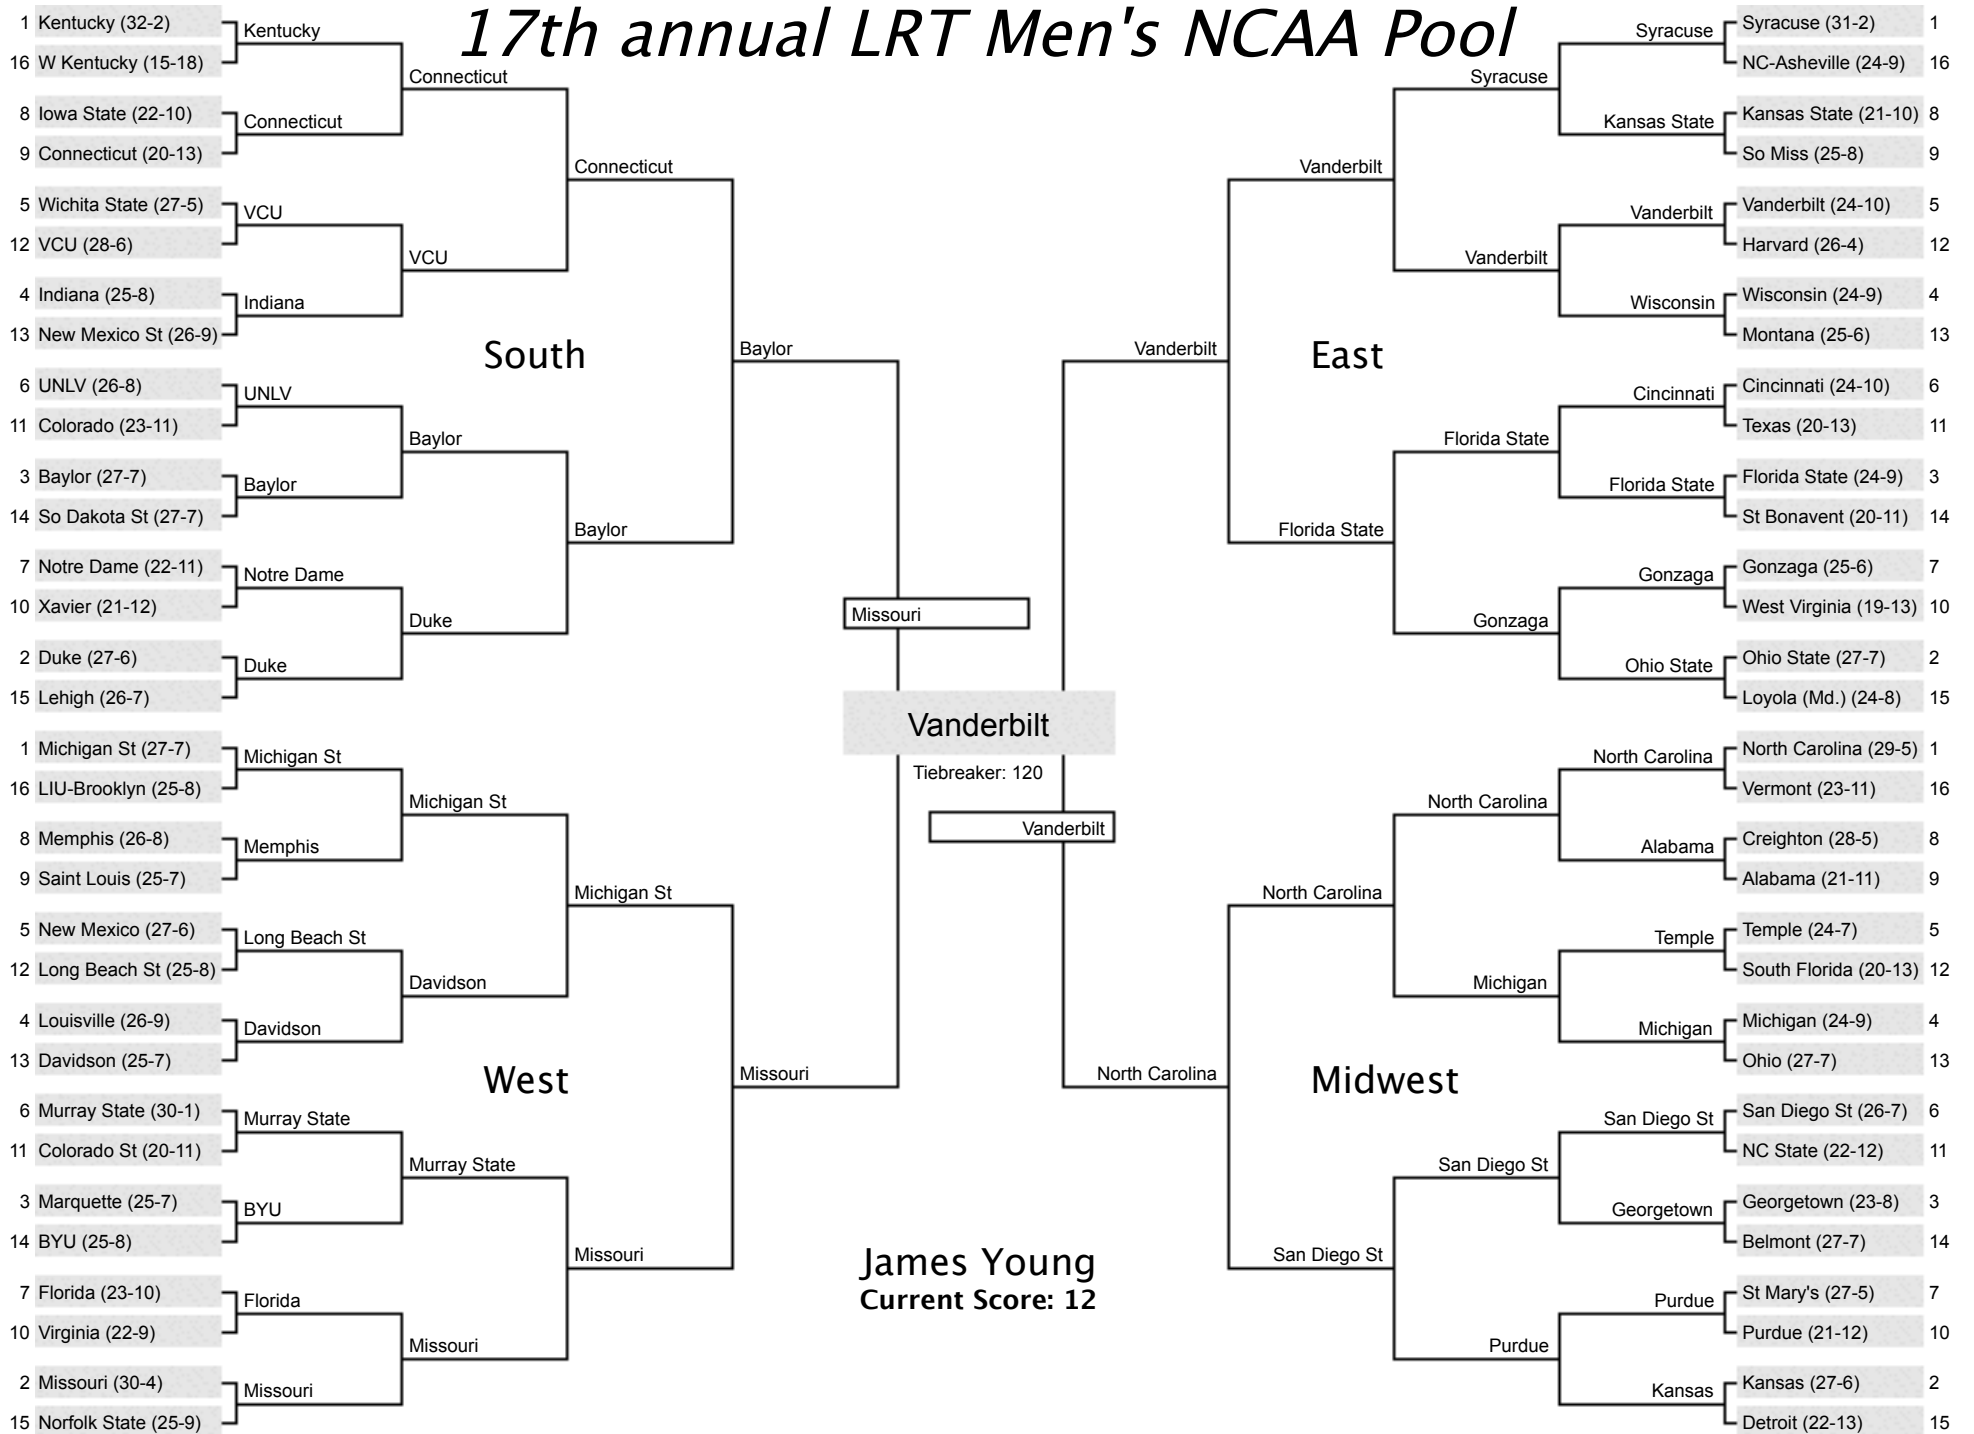 17th annual LRT Men's NCAA Pool
1 Kentucky (32-2)
16 W Kentucky (15-18)
8 Iowa State (22-10)
9 Connecticut (20-13)
5 Wichita State (27-5)
12 VCU (28-6)
4 Indiana (25-8)
13 New Mexico St (26-9)
6 UNLV (26-8)
11 Colorado (23-11)
3 Baylor (27-7)
14 So Dakota St (27-7)
7 Notre Dame (22-11)
10 Xavier (21-12)
2 Duke (27-6)
15 Lehigh (26-7)
Kentucky
Connecticut
VCU
Indiana
UNLV
Baylor
Notre Dame
Duke
Connecticut
VCU
Baylor
Duke
Connecticut
Baylor
Baylor
South
1 Michigan St (27-7)
16 LIU-Brooklyn (25-8)
8 Memphis (26-8)
9 Saint Louis (25-7)
5 New Mexico (27-6)
12 Long Beach St (25-8)
4 Louisville (26-9)
13 Davidson (25-7)
6 Murray State (30-1)
11 Colorado St (20-11)
3 Marquette (25-7)
14 BYU (25-8)
7 Florida (23-10)
10 Virginia (22-9)
2 Missouri (30-4)
15 Norfolk State (25-9)
Michigan St
Memphis
Long Beach St
Davidson
Murray State
BYU
Florida
Missouri
Michigan St
Davidson
Murray State
Missouri
Michigan St
Missouri
Missouri
West
Missouri
Vanderbilt
Tiebreaker: 120
Vanderbilt
James Young
Current Score: 12
Syracuse (31-2) 1
NC-Asheville (24-9) 16
Kansas State (21-10) 8
So Miss (25-8) 9
Vanderbilt (24-10) 5
Harvard (26-4) 12
Wisconsin (24-9) 4
Montana (25-6) 13
Cincinnati (24-10) 6
Texas (20-13) 11
Florida State (24-9) 3
St Bonavent (20-11) 14
Gonzaga (25-6) 7
West Virginia (19-13) 10
Ohio State (27-7) 2
Loyola (Md.) (24-8) 15
Syracuse
Kansas State
Vanderbilt
Wisconsin
Cincinnati
Florida State
Gonzaga
Ohio State
Syracuse
Vanderbilt
Florida State
Gonzaga
Vanderbilt
Florida State
Vanderbilt
East
North Carolina (29-5) 1
Vermont (23-11) 16
Creighton (28-5) 8
Alabama (21-11) 9
Temple (24-7) 5
South Florida (20-13) 12
Michigan (24-9) 4
Ohio (27-7) 13
San Diego St (26-7) 6
NC State (22-12) 11
Georgetown (23-8) 3
Belmont (27-7) 14
St Mary's (27-5) 7
Purdue (21-12) 10
Kansas (27-6) 2
Detroit (22-13) 15
North Carolina
Alabama
Temple
Michigan
San Diego St
Georgetown
Purdue
Kansas
North Carolina
Michigan
San Diego St
Purdue
North Carolina
San Diego St
North Carolina
Midwest